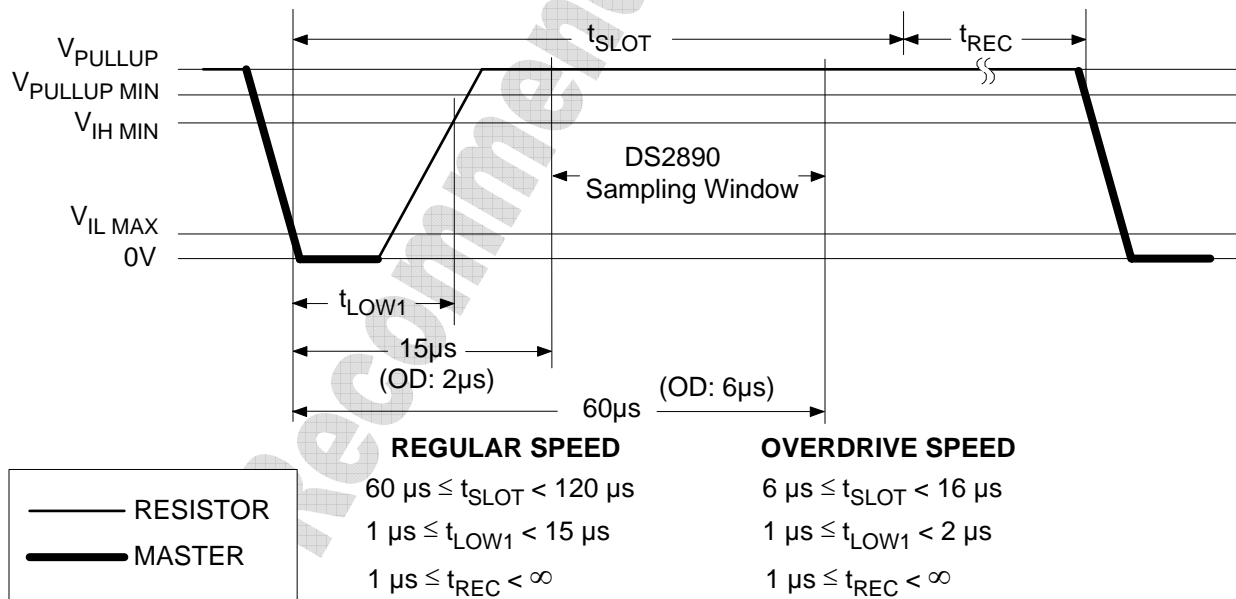 tSLOT tREC
VPULLUP
VPULLUP MIN
VIH MIN
DS2890
Sampling Window
VIL MAX
0V
tLOW1
15µs
(OD: 2µs)
60µs (OD: 6µs)
REGULAR SPEED
60 µs ≤ tSLOT < 120 µs
1 µs ≤ tLOW1 < 15 µs
1 µs ≤ tREC < ∞
OVERDRIVE SPEED
6 µs ≤ tSLOT < 16 µs
1 µs ≤ tLOW1 < 2 µs
1 µs ≤ tREC < ∞
RESISTOR
MASTER
Recommen